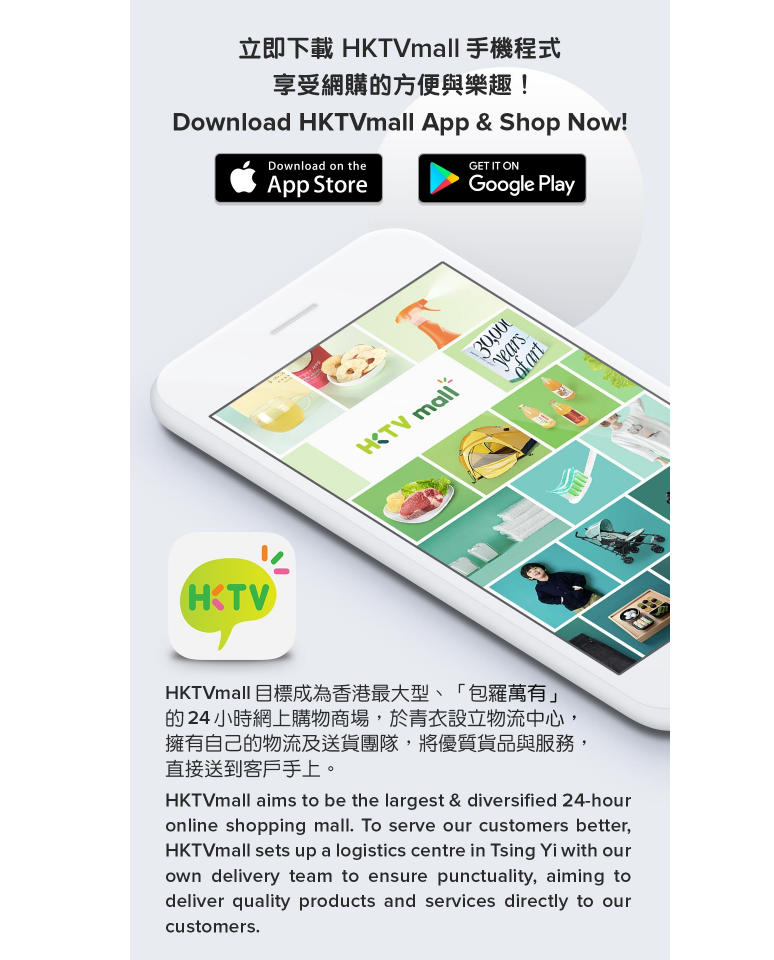 立即下載 HKTVmall 手機程式
享受網購的方便與樂趣！
Download HKTVmall App & Shop Now!
Download on the
App Store
GET IT ON
Google Play
30,000
years
of art
HKTV mall
HKTV
HKTVmall 目標成為香港最大型、「包羅萬有」
的 24 小時網上購物商場，於青衣設立物流中心，
擁有自己的物流及送貨團隊，將優質貨品與服務，
直接送到客戶手上。
HKTVmall aims to be the largest & diversified 24-hour
online shopping mall. To serve our customers better,
HKTVmall sets up a logistics centre in Tsing Yi with our
own delivery team to ensure punctuality, aiming to
deliver quality products and services directly to our
customers.